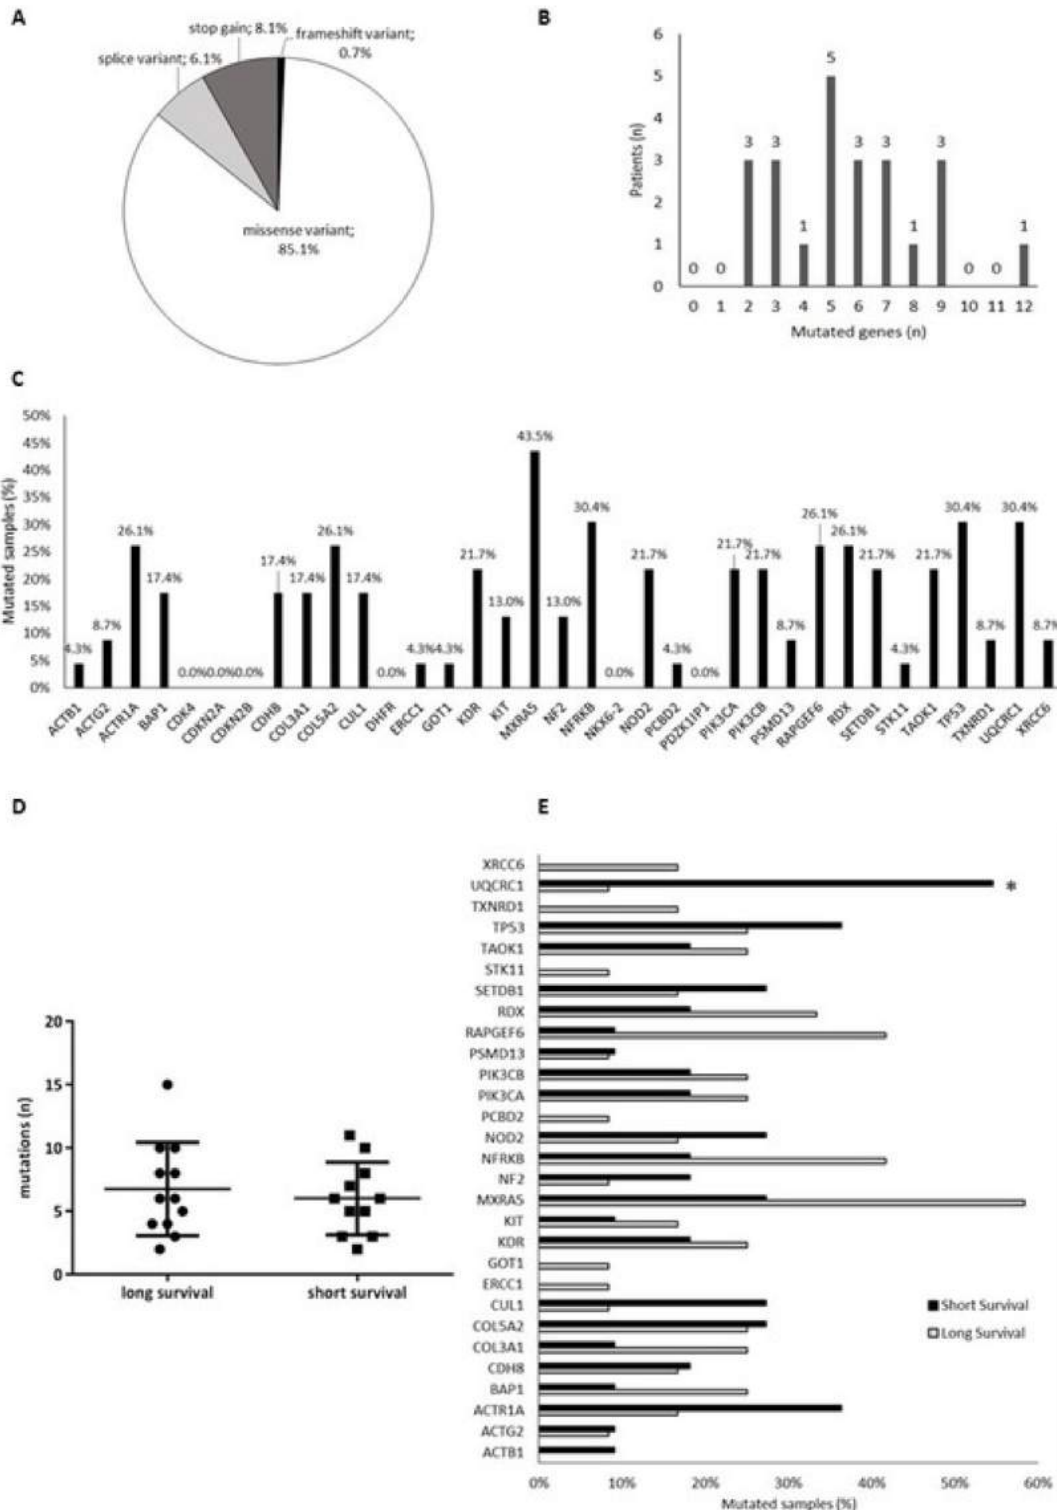 A
stop gain; 8.1%
frameshift variant;
0.7%
splice variant; 6.1%
missense variant;
85.1%
B
Patients (n)
6
5
4
3
2
1
0
0 0 3 3 1 5 3 3 1 3 0 0 1
0 1 2 3 4 5 6 7 8 9 10 11 12
Mutated genes (n)
C
Mutated samples (%)
50%
45%
40%
35%
30%
25%
20%
15%
10%
5%
0%
4.3% 8.7% 26.1% 17.4% 0.0% 0.0% 0.0% 17.4% 17.4% 26.1% 17.4% 0.0% 4.3% 4.3% 21.7% 13.0% 43.5% 13.0% 30.4% 0.0% 21.7% 4.3% 0.0% 21.7% 21.7% 8.7% 26.1% 26.1% 21.7% 4.3% 21.7% 30.4% 8.7% 30.4% 8.7%
ACTB1 ACTG2 ACTR1A BAP1 CDK4 CDKN2A CDKN2B CDH8 COL3A1 COL5A2 CUL1 DHFR ERCC1 GOT1 KDR KIT MXRA5 NF2 NFRKB NKX6-2 NOD2 PCBD2 PDZK1IP1 PIK3CA PIK3CB PSMD13 RAPGEF6 RDX SETDB1 STK11 TAOK1 TP53 TXNRD1 UQCRC1 XRCC6
D
mutations (n)
20
15
10
5
0
long survival short survival
E
XRCC6
UQCRC1 *
TXNRD1
TP53
TAOK1
STK11
SETDB1
RDX
RAPGEF6
PSMD13
PIK3CB
PIK3CA
PCBD2
NOD2
NFRKB
NF2
MXRA5
KIT
KDR
GOT1
ERCC1
CUL1
COL5A2
COL3A1
CDH8
BAP1
ACTR1A
ACTG2
ACTB1
Short Survival
Long Survival
0% 10% 20% 30% 40% 50% 60%
Mutated samples (%)